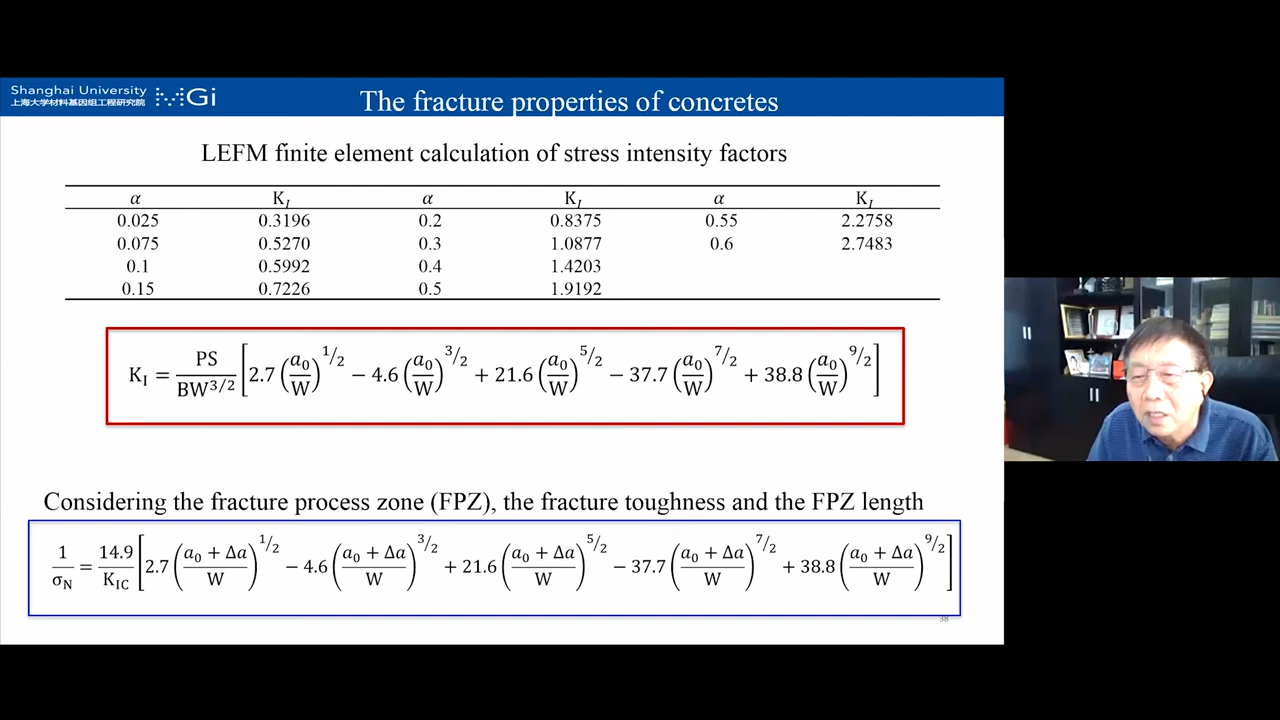 Shanghai University
上海大学材料基因组工程研究院
MGi
The fracture properties of concretes
LEFM finite element calculation of stress intensity factors
α K_I α K_I α K_I
0.025 0.3196 0.2 0.8375 0.55 2.2758
0.075 0.5270 0.3 1.0877 0.6 2.7483
0.1 0.5992 0.4 1.4203
0.15 0.7226 0.5 1.9192
K_I = PS/BW^{3/2} [2.7 (a_0/W)^{1/2} − 4.6 (a_0/W)^{3/2} + 21.6 (a_0/W)^{5/2} − 37.7 (a_0/W)^{7/2} + 38.8 (a_0/W)^{9/2}]
Considering the fracture process zone (FPZ), the fracture toughness and the FPZ length
1/σ_N = 14.9/K_IC [2.7 ((a_0 + Δa)/W)^{1/2} − 4.6 ((a_0 + Δa)/W)^{3/2} + 21.6 ((a_0 + Δa)/W)^{5/2} − 37.7 ((a_0 + Δa)/W)^{7/2} + 38.8 ((a_0 + Δa)/W)^{9/2}]
38